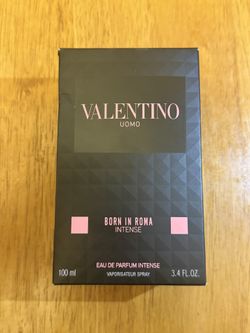 VALENTINO
UOMO
BORN IN ROMA
INTENSE
EAU DE PARFUM INTENSE
100 ml VAPORISATEUR SPRAY 3.4 FL.OZ.